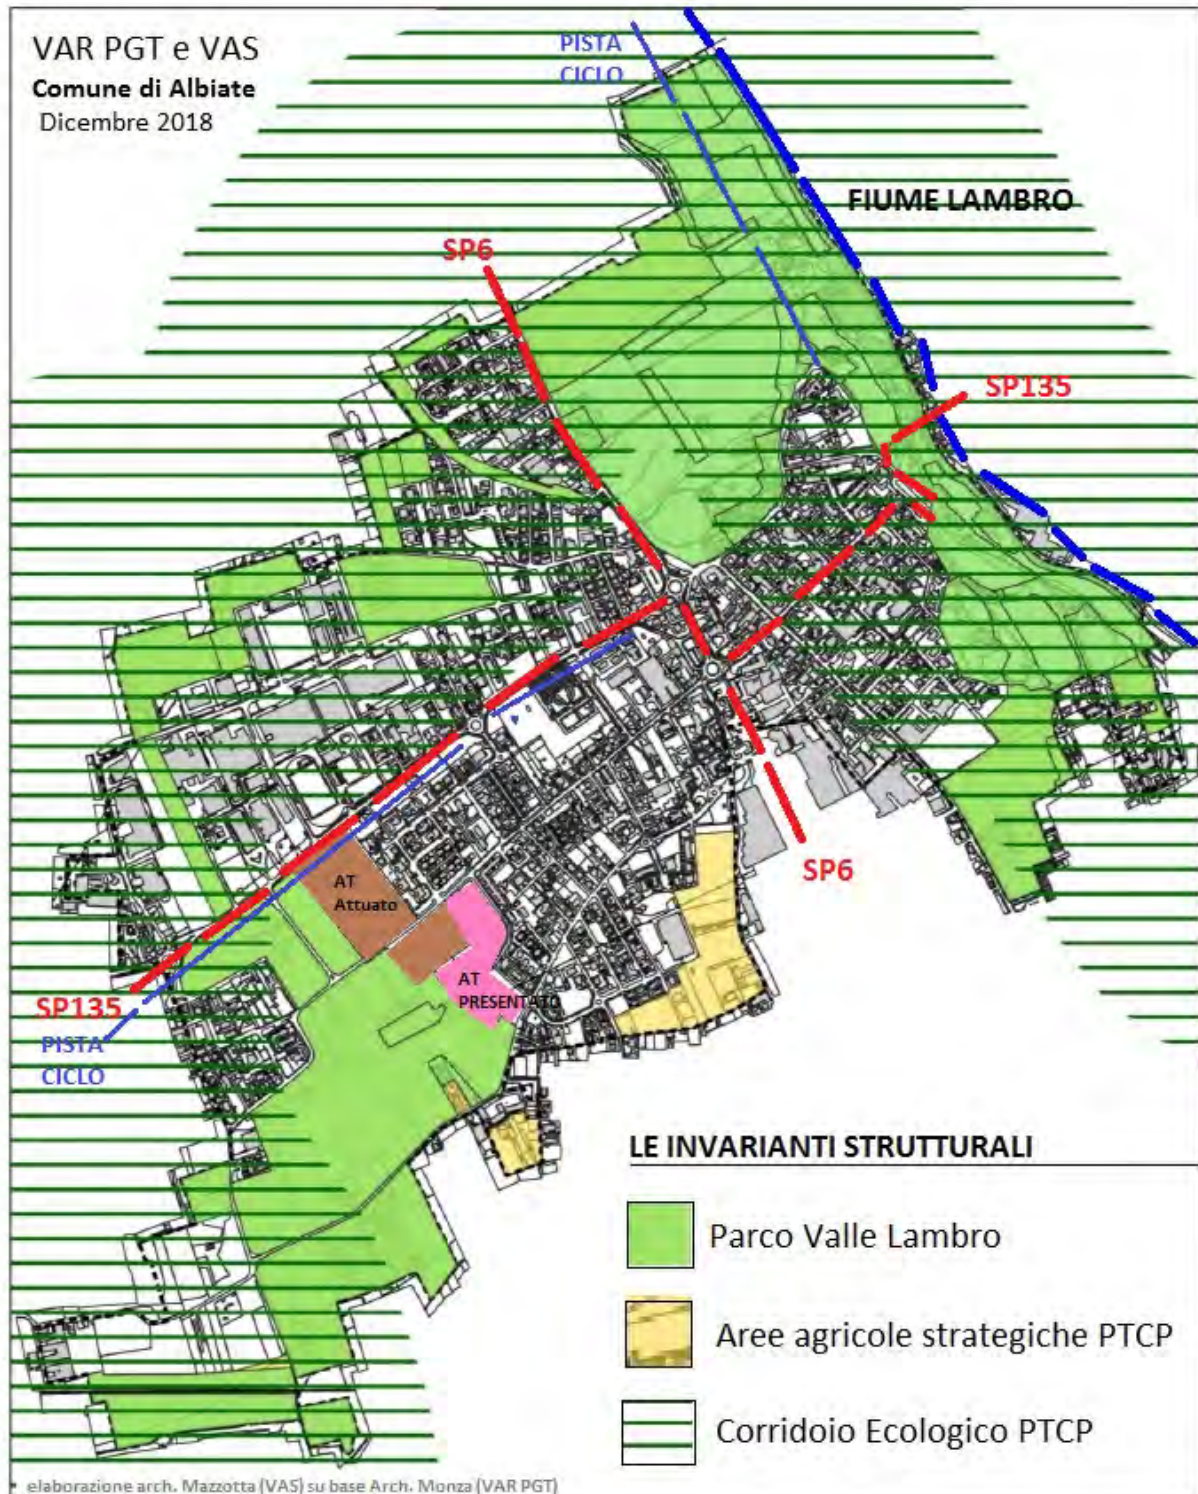 VAR PGT e VAS
Comune di Albiate
Dicembre 2018
PISTA
CICLO
FIUME LAMBRO
SP6
SP135
AT
Attuato
AT
PRESENTATO
SP6
SP135
PISTA
CICLO
LE INVARIANTI STRUTTURALI
Parco Valle Lambro
Aree agricole strategiche PTCP
Corridoio Ecologico PTCP
elaborazione arch. Mazzotta (VAS) su base Arch. Monza (VAR PGT)